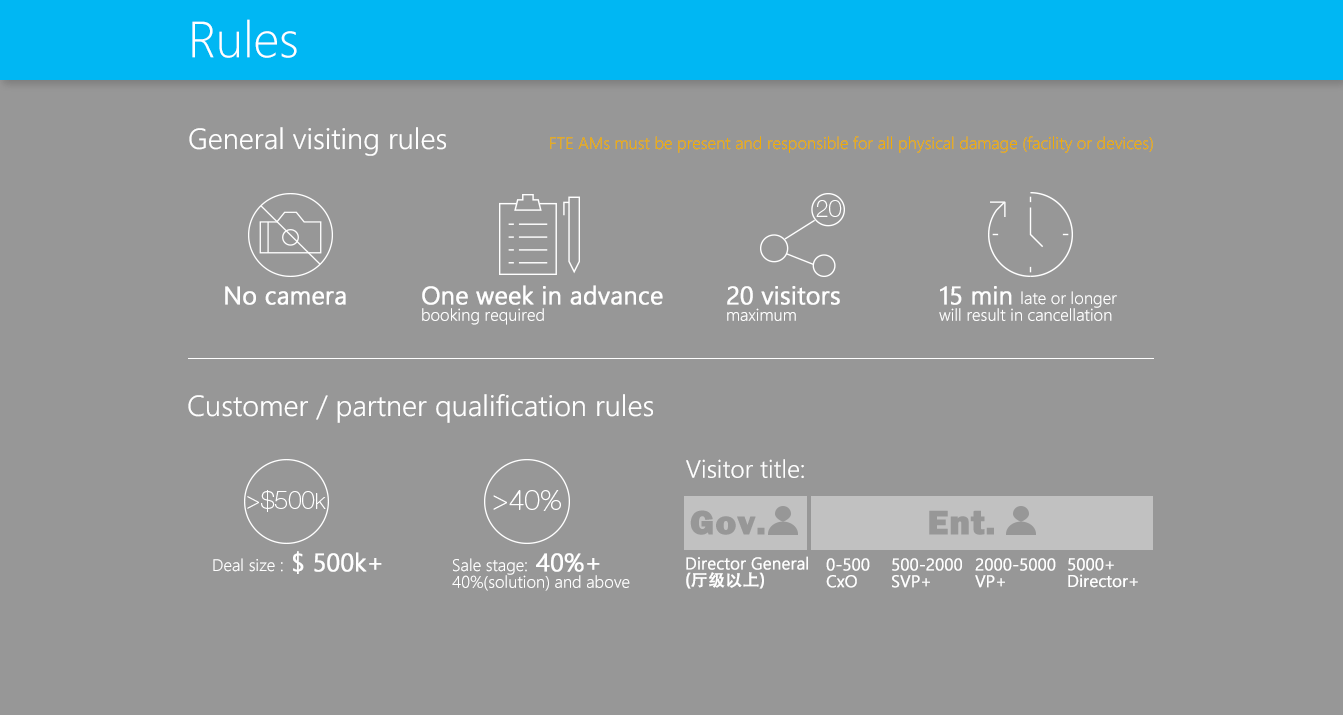 Rules
General visiting rules
FTE AMs must be present and responsible for all physical damage (facility or devices)
20
No camera
One week in advance
booking required
20 visitors
maximum
15 min late or longer
will result in cancellation
Customer / partner qualification rules
>$500k
Deal size : $ 500k+
>40%
Sale stage: 40%+
40%(solution) and above
Visitor title:
Gov.
Ent.
Director General
(厅级以上)
0-500
CxO
500-2000
SVP+
2000-5000
VP+
5000+
Director+